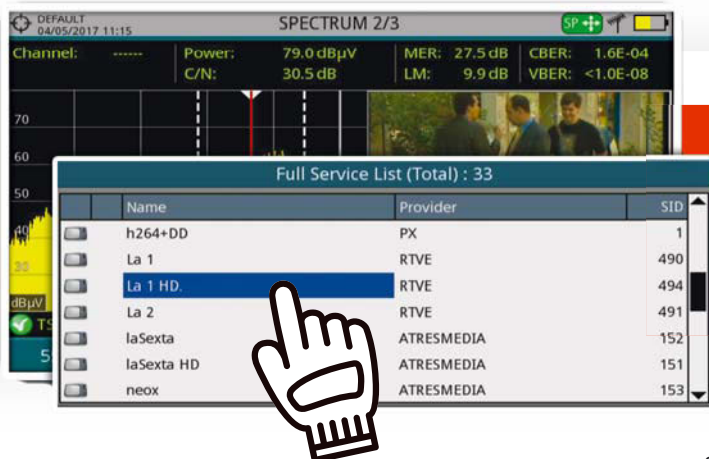 DEFAULT
04/05/2017 11:15
SPECTRUM 2/3
SP
Channel: ------ Power: 79.0 dBµV MER: 27.5 dB CBER: 1.6E-04
C/N: 30.5 dB LM: 9.9 dB VBER: <1.0E-08
70
60
50
40
30
dBµV
TS
5
Full Service List (Total) : 33
Name Provider SID
h264+DD PX 1
La 1 RTVE 490
La 1 HD. RTVE 494
La 2 RTVE 491
laSexta ATRESMEDIA 152
laSexta HD ATRESMEDIA 151
neox ATRESMEDIA 153